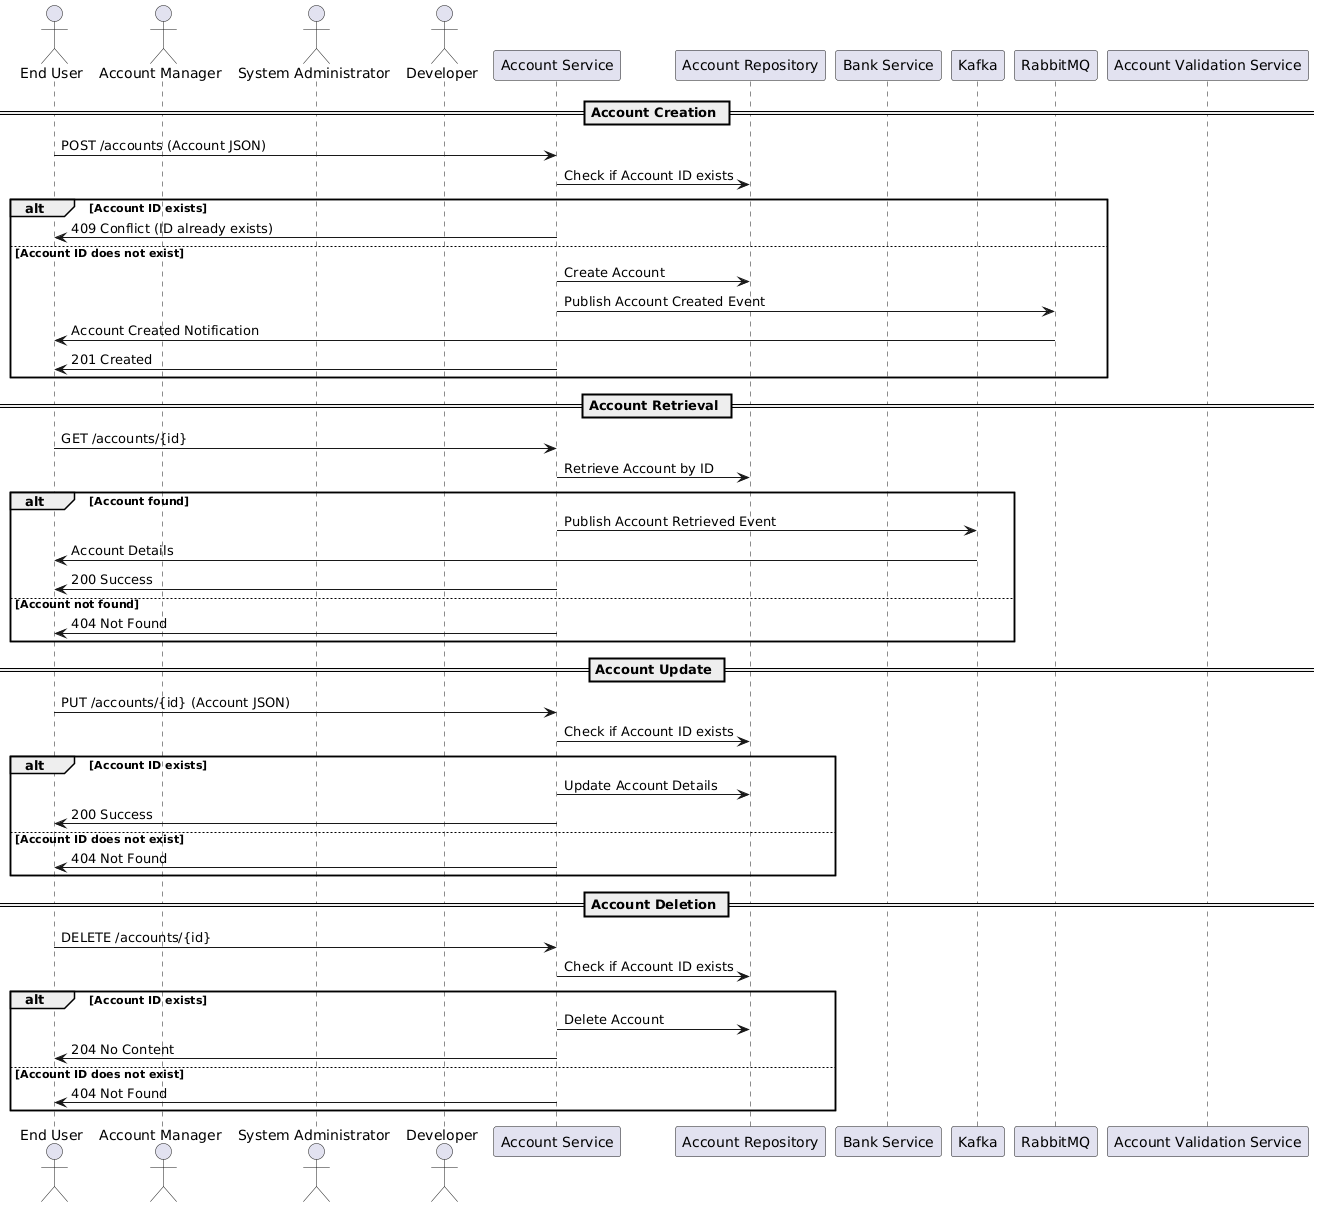 End User
Account Manager
System Administrator
Developer
Account Service
Account Repository
Bank Service
Kafka
RabbitMQ
Account Validation Service
Account Creation
POST /accounts (Account JSON)
Check if Account ID exists
alt [Account ID exists]
409 Conflict (ID already exists)
[Account ID does not exist]
Create Account
Publish Account Created Event
Account Created Notification
201 Created
Account Retrieval
GET /accounts/{id}
Retrieve Account by ID
alt [Account found]
Publish Account Retrieved Event
Account Details
200 Success
[Account not found]
404 Not Found
Account Update
PUT /accounts/{id} (Account JSON)
Check if Account ID exists
alt [Account ID exists]
Update Account Details
200 Success
[Account ID does not exist]
404 Not Found
Account Deletion
DELETE /accounts/{id}
Check if Account ID exists
alt [Account ID exists]
Delete Account
204 No Content
[Account ID does not exist]
404 Not Found
End User
Account Manager
System Administrator
Developer
Account Service
Account Repository
Bank Service
Kafka
RabbitMQ
Account Validation Service